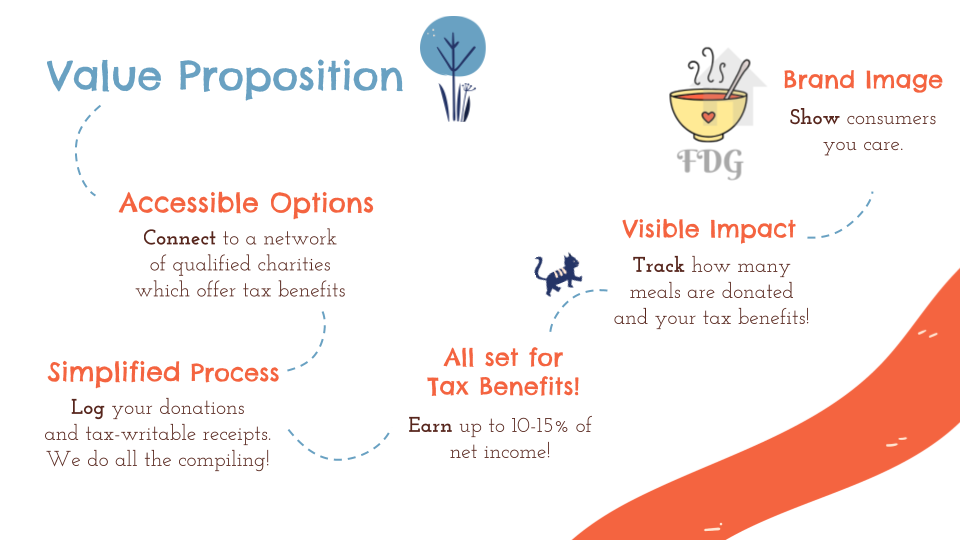 Value Proposition
Accessible Options
Connect to a network
of qualified charities
which offer tax benefits
Simplified Process
Log your donations
and tax-writable receipts.
We do all the compiling!
All set for
Tax Benefits!
Earn up to 10-15% of
net income!
Visible Impact
Track how many
meals are donated
and your tax benefits!
FDG
Brand Image
Show consumers
you care.